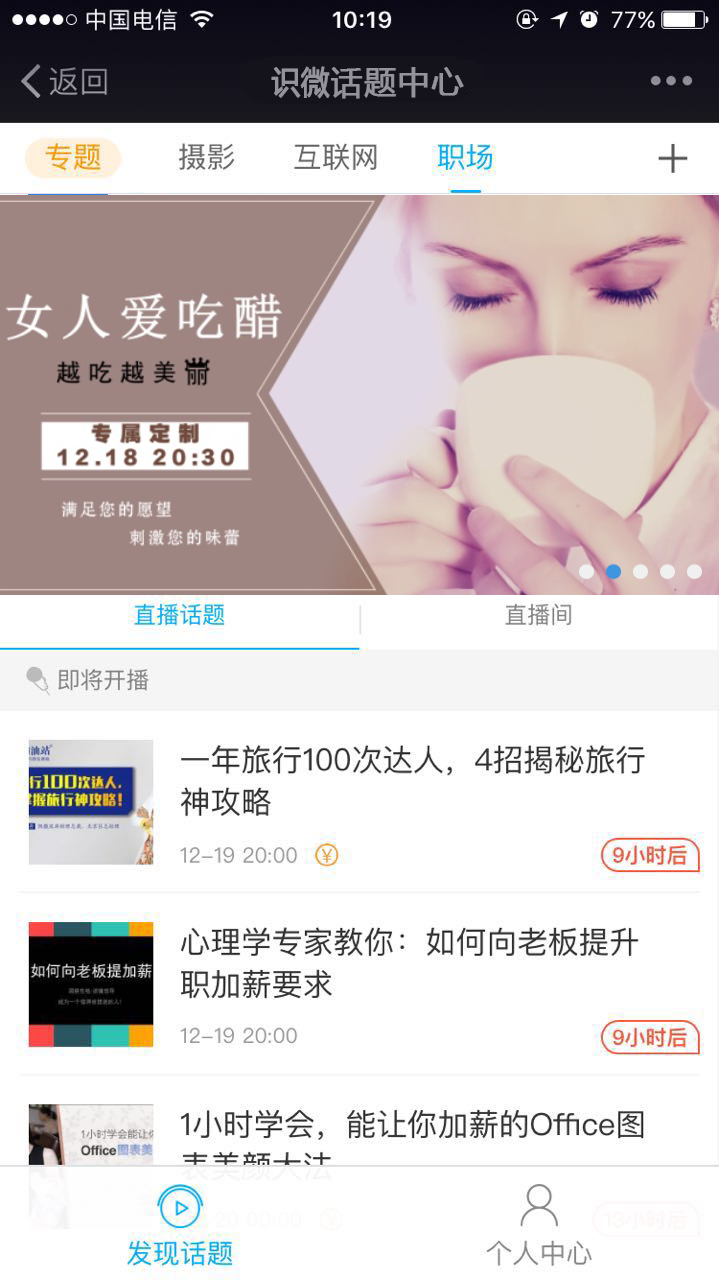 中国电信
10:19
77%
返回
识微话题中心
专题
摄影
互联网
职场
女人爱吃醋
越吃越美丽
专属定制
12.18 20:30
满足您的愿望
刺激您的味蕾
直播话题
直播间
即将开播
油站
行100次达人，
掌握旅行神攻略！
一年旅行100次达人，4招揭秘旅行
神攻略
12-19 20:00
9小时后
如何向老板提加薪
心理学专家教你：如何向老板提升
职加薪要求
12-19 20:00
9小时后
1小时学会能让你
Office图表美
1小时学会，能让你加薪的Office图
表美颜大法
20 00:00
13小时后
发现话题
个人中心